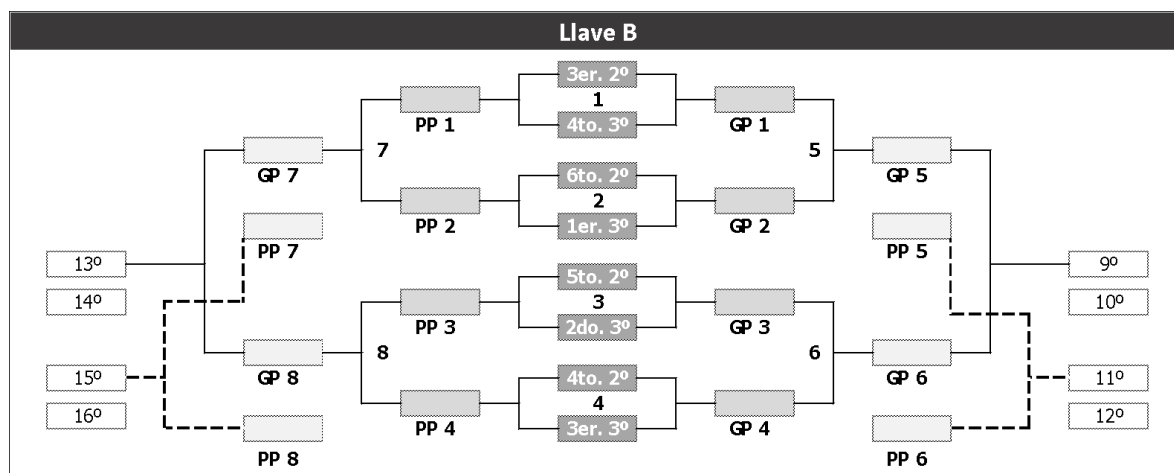 Llave B
3er. 2º
1
4to. 3º
PP 1
GP 1
7
5
GP 7
GP 5
6to. 2º
2
1er. 3º
PP 2
GP 2
PP 7
PP 5
13º
9º
14º
10º
5to. 2º
3
2do. 3º
PP 3
GP 3
8
6
GP 8
GP 6
15º
11º
16º
12º
4to. 2º
4
3er. 3º
PP 4
GP 4
PP 8
PP 6